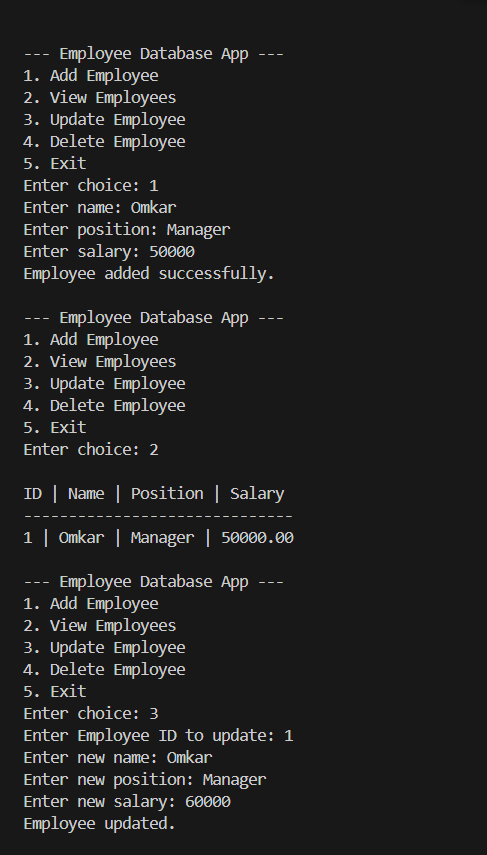 --- Employee Database App ---
1. Add Employee
2. View Employees
3. Update Employee
4. Delete Employee
5. Exit
Enter choice: 1
Enter name: Omkar
Enter position: Manager
Enter salary: 50000
Employee added successfully.
--- Employee Database App ---
1. Add Employee
2. View Employees
3. Update Employee
4. Delete Employee
5. Exit
Enter choice: 2
ID | Name | Position | Salary
------------------------------
1 | Omkar | Manager | 50000.00
--- Employee Database App ---
1. Add Employee
2. View Employees
3. Update Employee
4. Delete Employee
5. Exit
Enter choice: 3
Enter Employee ID to update: 1
Enter new name: Omkar
Enter new position: Manager
Enter new salary: 60000
Employee updated.